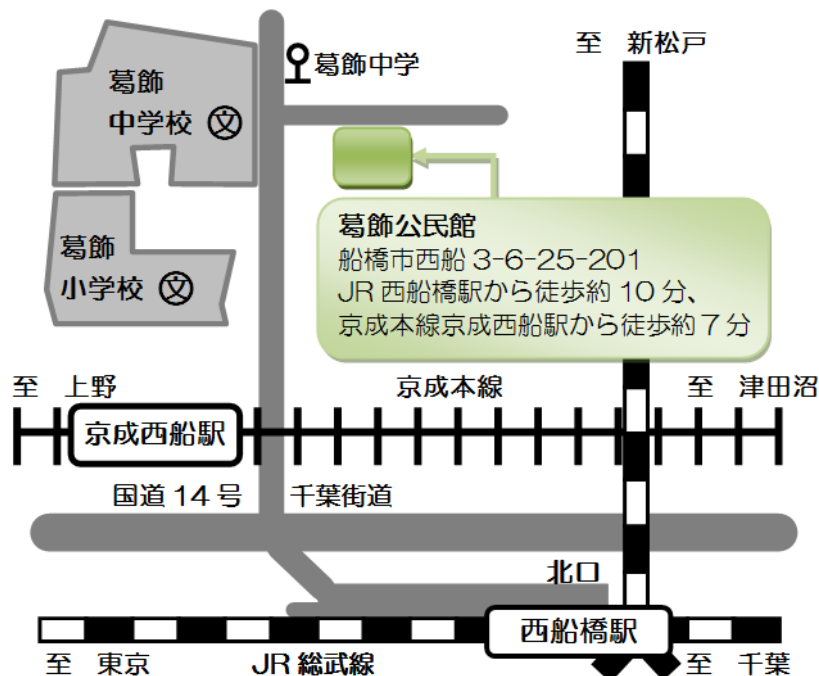 至 新松戸
葛飾中学
葛飾
中学校 文
葛飾公民館
船橋市西船 3-6-25-201
JR 西船橋駅から徒歩約 10 分、
京成本線京成西船駅から徒歩約 7 分
葛飾
小学校 文
至 上野
京成本線
至 津田沼
京成西船駅
国道 14 号 千葉街道
北口
西船橋駅
至 東京
JR 総武線
至 千葉